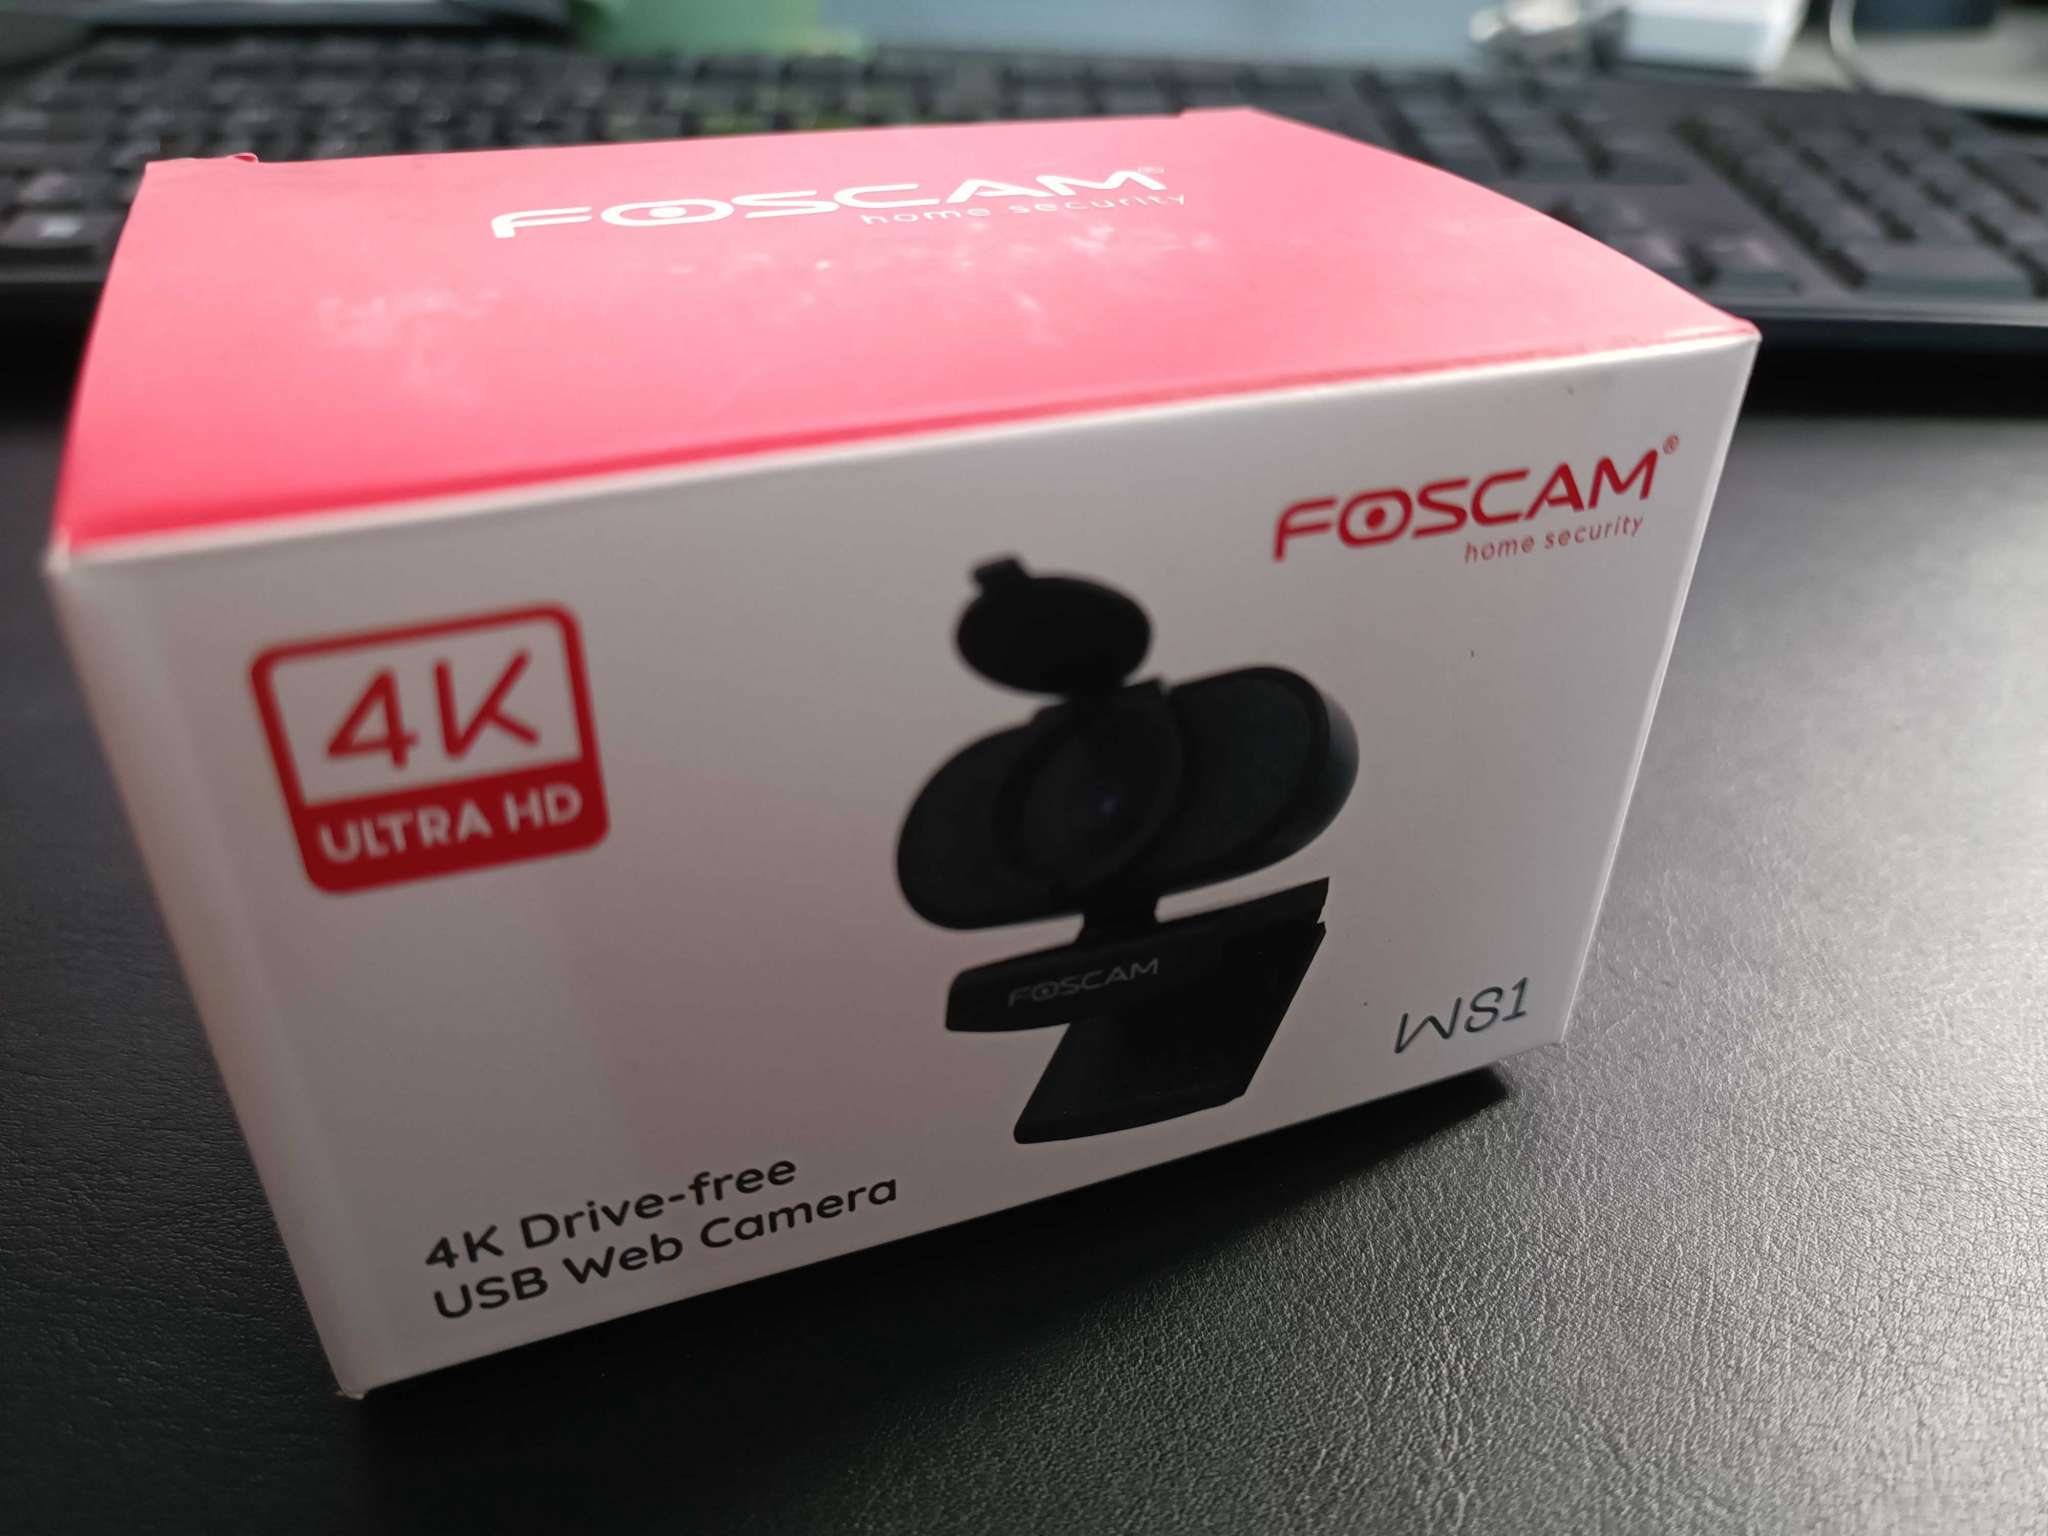 FOSCAM®
home security
FOSCAM®
home security
4K
ULTRA HD
FOSCAM
WS1
4K Drive-free
USB Web Camera